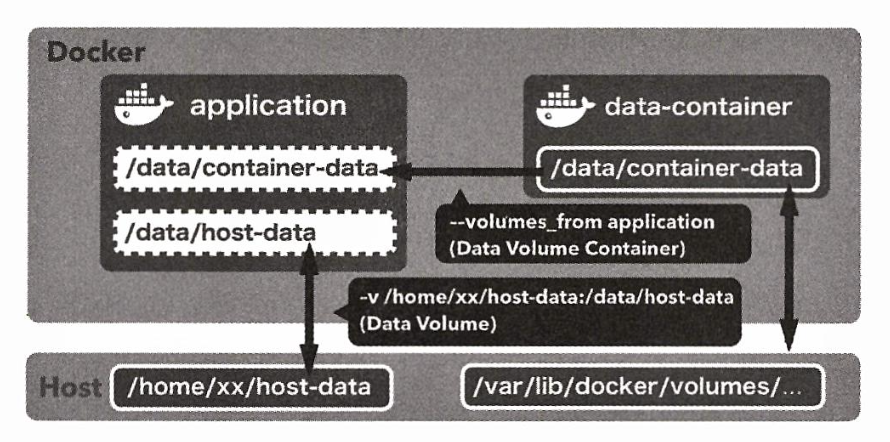 Docker
application
/data/container-data
/data/host-data
data-container
/data/container-data
--volumes_from application
(Data Volume Container)
-v /home/xx/host-data:/data/host-data
(Data Volume)
Host
/home/xx/host-data
/var/lib/docker/volumes/...